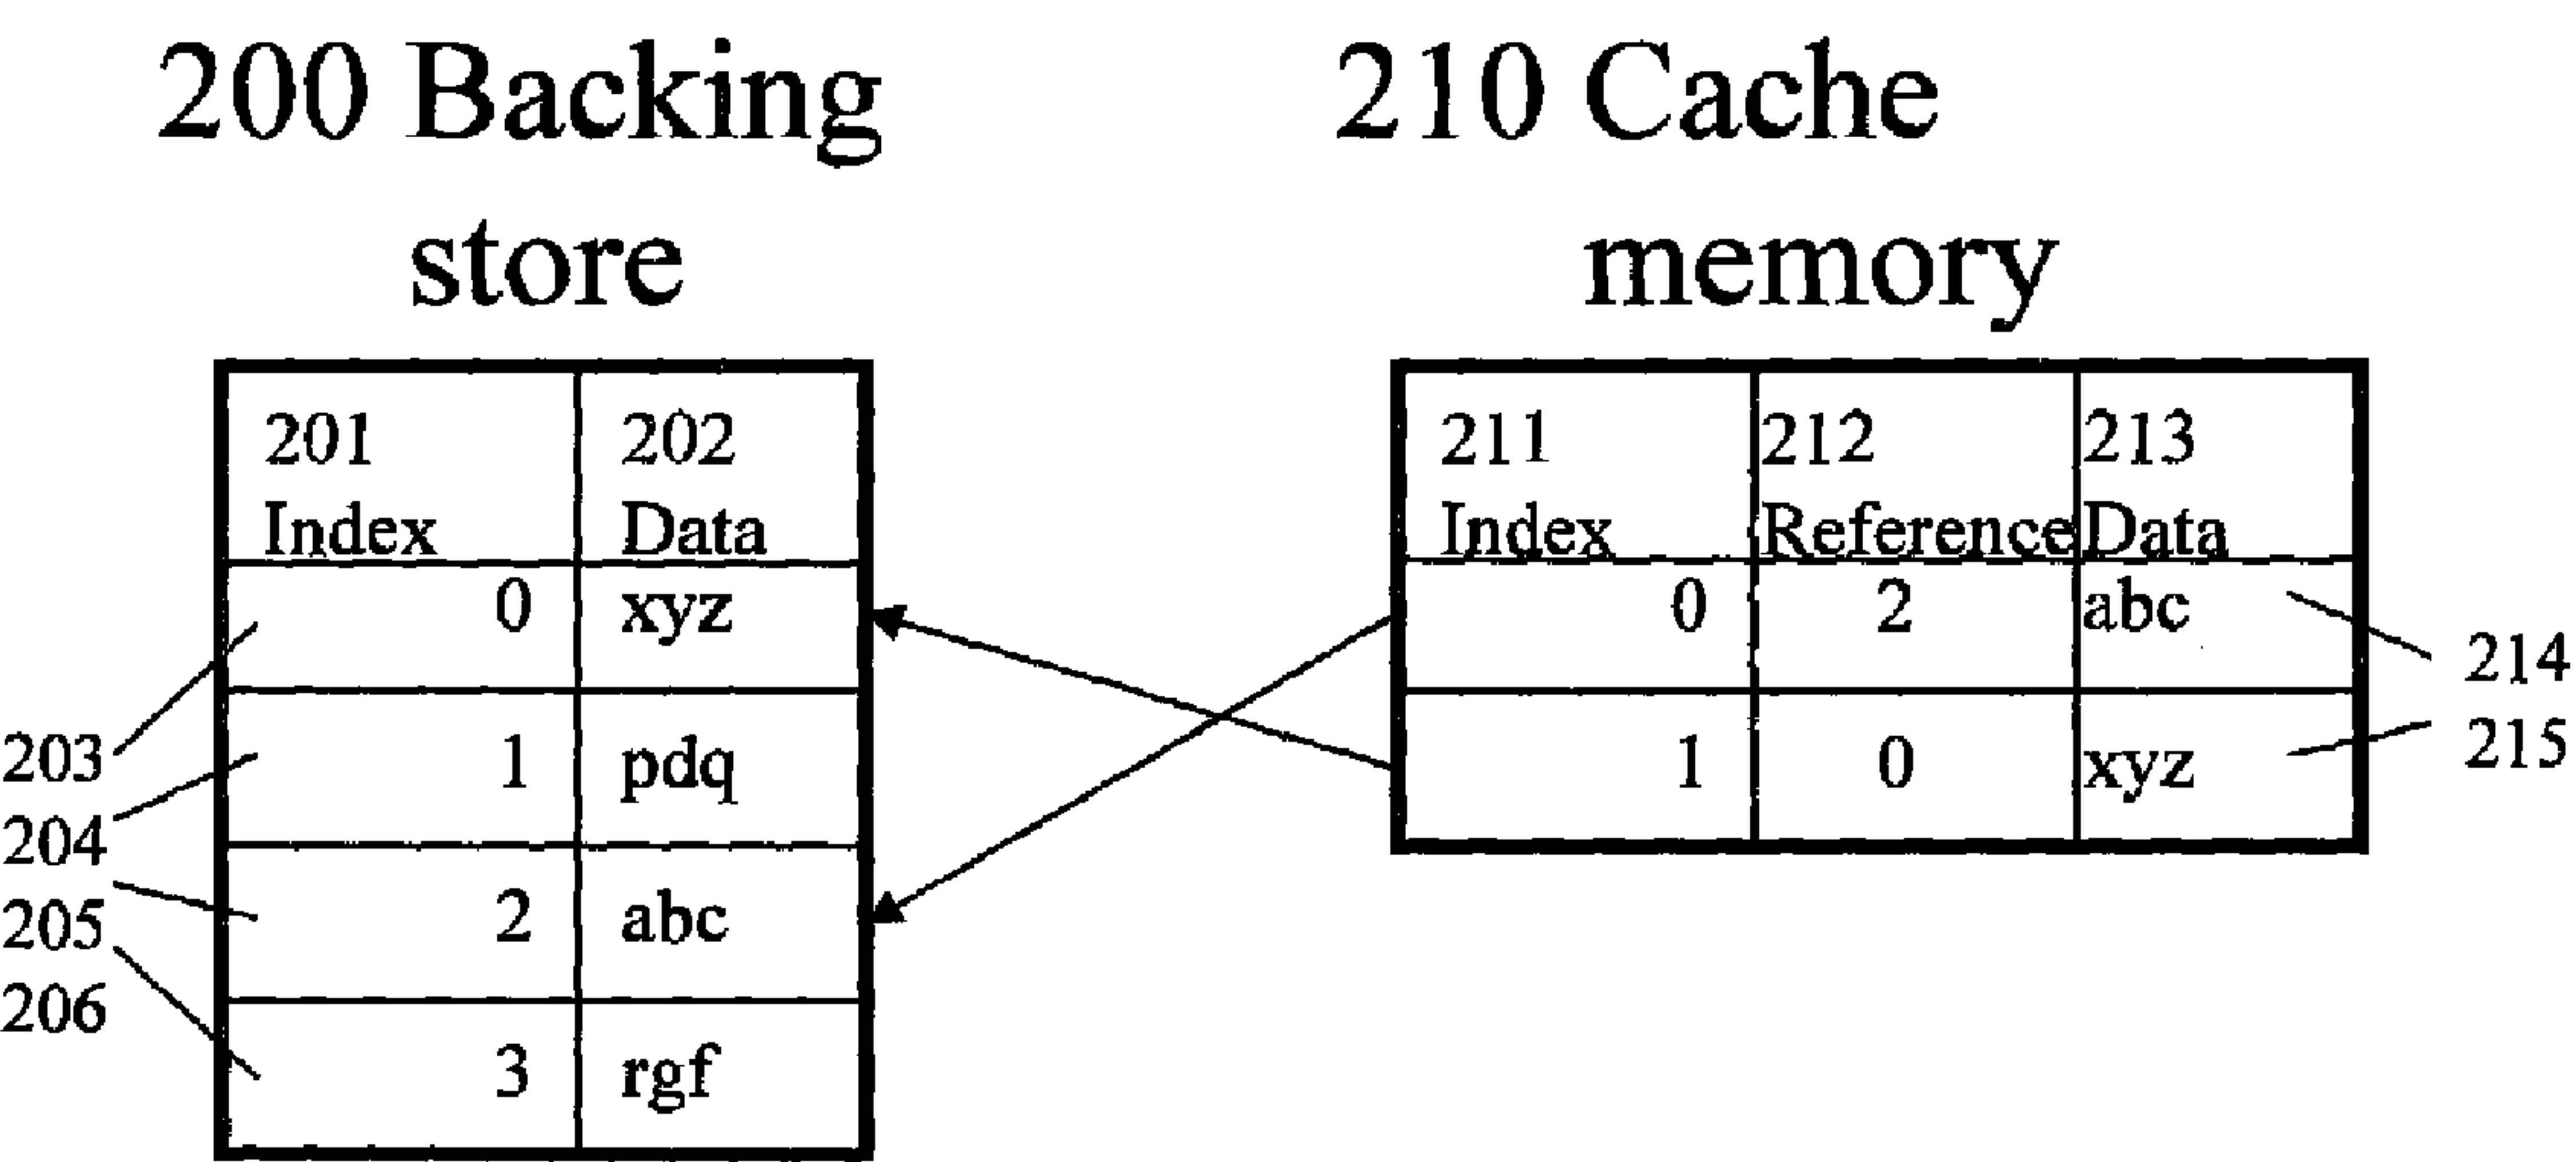 200 Backing
store
210 Cache
memory
201
Index
202
Data
0 xyz
1 pdq
2 abc
3 rgf
203
204
205
206
211
Index
212
Reference
213
Data
0 2 abc
1 0 xyz
214
215